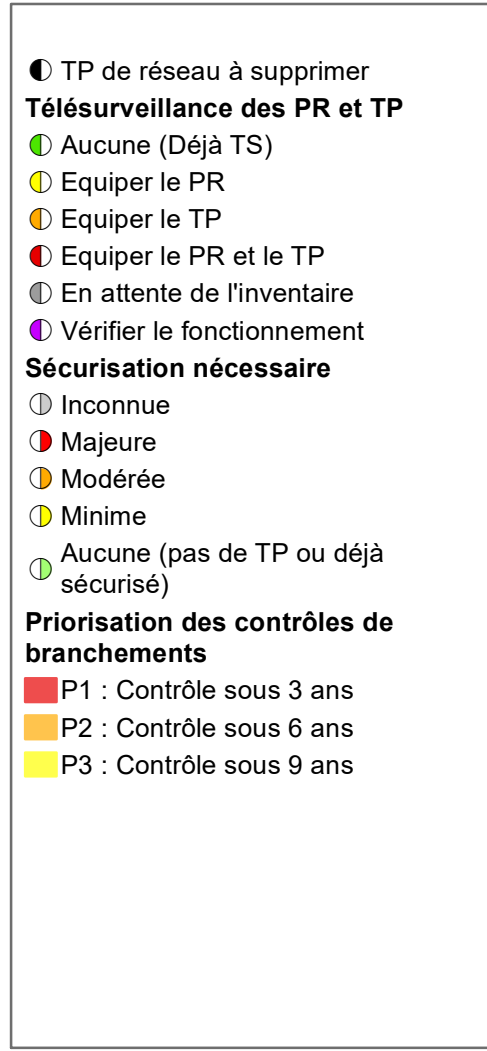 TP de réseau à supprimer
Télésurveillance des PR et TP
Aucune (Déjà TS)
Equiper le PR
Equiper le TP
Equiper le PR et le TP
En attente de l'inventaire
Vérifier le fonctionnement
Sécurisation nécessaire
Inconnue
Majeure
Modérée
Minime
Aucune (pas de TP ou déjà
sécurisé)
Priorisation des contrôles de
branchements
P1 : Contrôle sous 3 ans
P2 : Contrôle sous 6 ans
P3 : Contrôle sous 9 ans